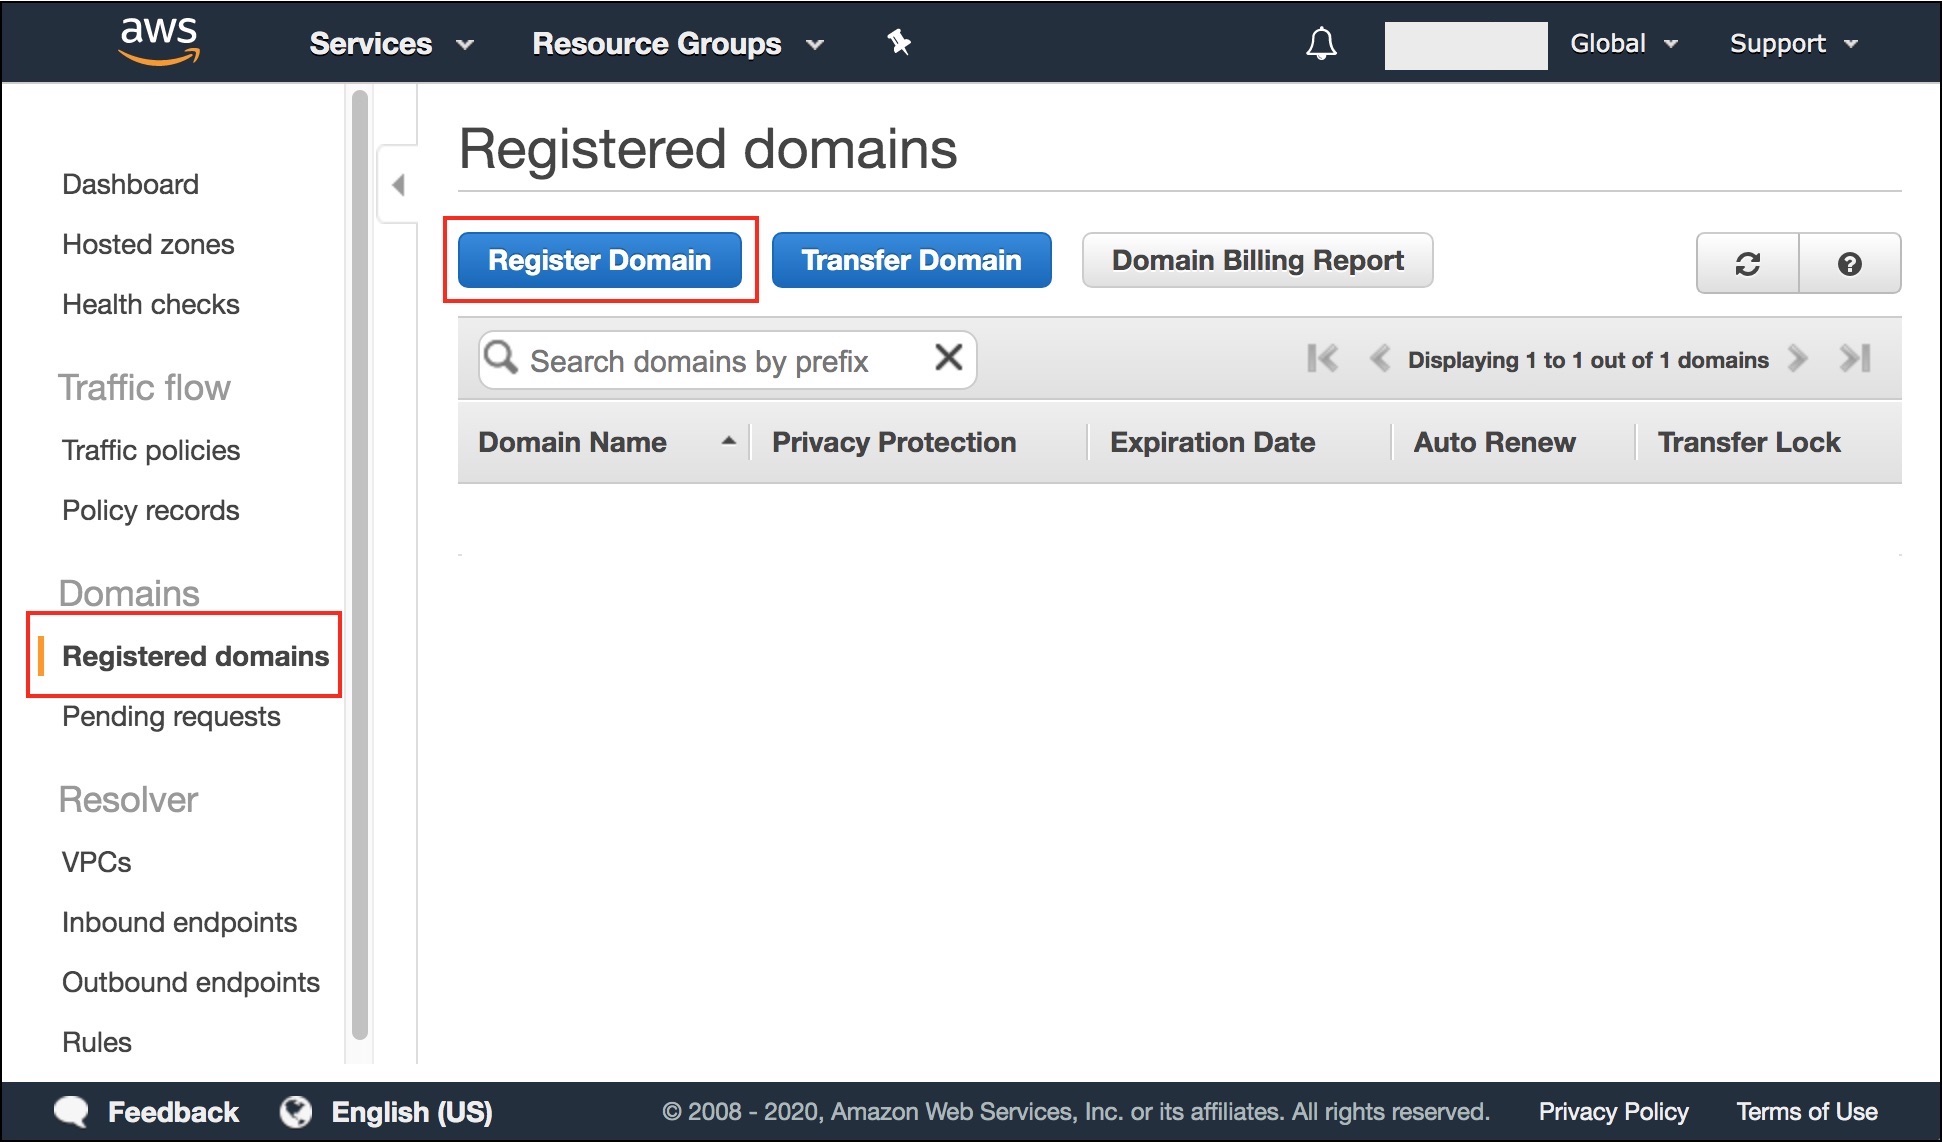 aws Services Resource Groups Global Support
Dashboard
Hosted zones
Health checks
Traffic flow
Traffic policies
Policy records
Domains
Registered domains
Pending requests
Resolver
VPCs
Inbound endpoints
Outbound endpoints
Rules
Registered domains
Register Domain Transfer Domain Domain Billing Report
Search domains by prefix Displaying 1 to 1 out of 1 domains
Domain Name Privacy Protection Expiration Date Auto Renew Transfer Lock
Feedback English (US) © 2008 - 2020, Amazon Web Services, Inc. or its affiliates. All rights reserved. Privacy Policy Terms of Use